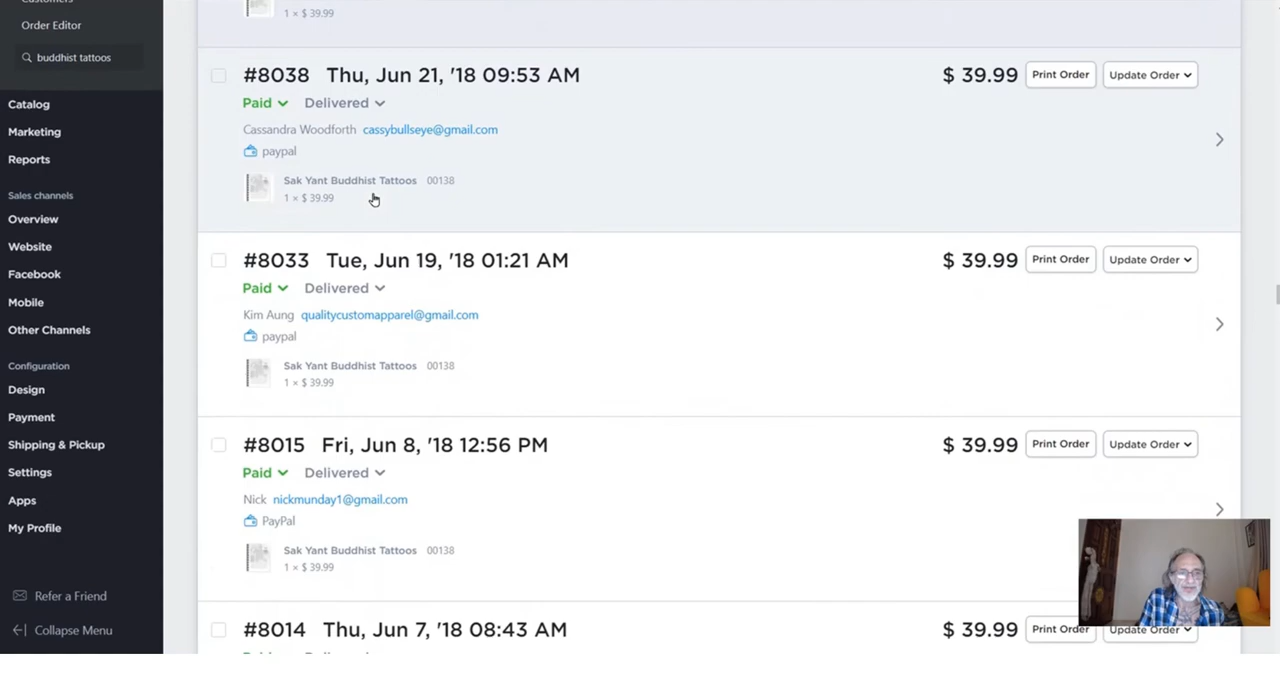 Customers
Order Editor
buddhist tattoos
Catalog
Marketing
Reports
Sales channels
Overview
Website
Facebook
Mobile
Other Channels
Configuration
Design
Payment
Shipping & Pickup
Settings
Apps
My Profile
Refer a Friend
Collapse Menu
1 × $ 39.99
#8038 Thu, Jun 21, '18 09:53 AM $ 39.99 Print Order Update Order
Paid Delivered
Cassandra Woodforth cassybullseye@gmail.com
paypal
Sak Yant Buddhist Tattoos 00138
1 × $ 39.99
#8033 Tue, Jun 19, '18 01:21 AM $ 39.99 Print Order Update Order
Paid Delivered
Kim Aung qualitycustomapparel@gmail.com
paypal
Sak Yant Buddhist Tattoos 00138
1 × $ 39.99
#8015 Fri, Jun 8, '18 12:56 PM $ 39.99 Print Order Update Order
Paid Delivered
Nick nickmunday1@gmail.com
PayPal
Sak Yant Buddhist Tattoos 00138
1 × $ 39.99
#8014 Thu, Jun 7, '18 08:43 AM $ 39.99 Print Order Update Order